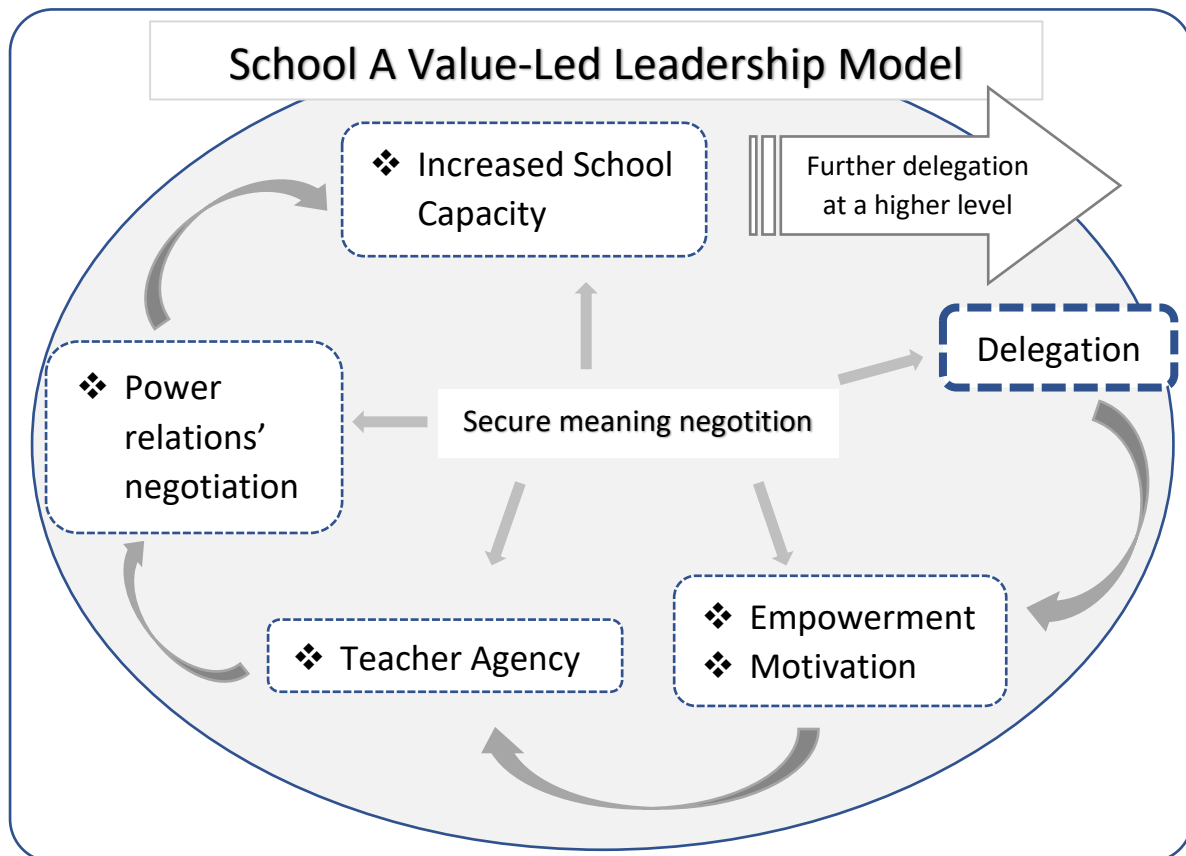 School A Value-Led Leadership Model
❖ Increased School
Capacity
Further delegation
at a higher level
Delegation
❖ Power
relations’
negotiation
Secure meaning negotition
❖ Empowerment
❖ Motivation
❖ Teacher Agency